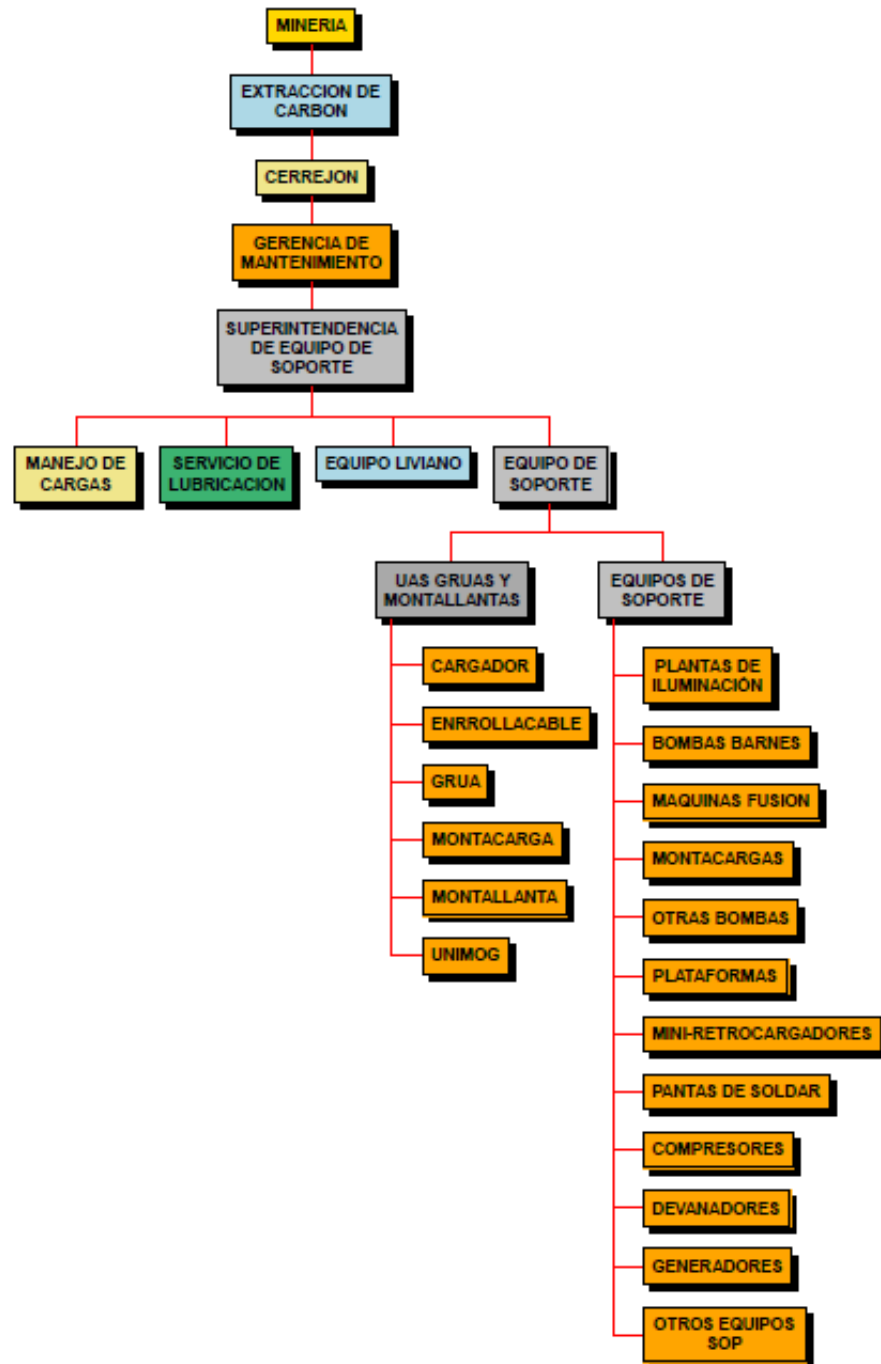 MINERIA
EXTRACCION DE
CARBON
CERREJON
GERENCIA DE
MANTENIMIENTO
SUPERINTENDENCIA
DE EQUIPO DE
SOPORTE
MANEJO DE
CARGAS
SERVICIO DE
LUBRICACION
EQUIPO LIVIANO
EQUIPO DE
SOPORTE
UAS GRUAS Y
MONTALLANTAS
CARGADOR
ENRROLLACABLE
GRUA
MONTACARGA
MONTALLANTA
UNIMOG
EQUIPOS DE
SOPORTE
PLANTAS DE
ILUMINACIÓN
BOMBAS BARNES
MAQUINAS FUSION
MONTACARGAS
OTRAS BOMBAS
PLATAFORMAS
MINI-RETROCARGADORES
PANTAS DE SOLDAR
COMPRESORES
DEVANADORES
GENERADORES
OTROS EQUIPOS
SOP